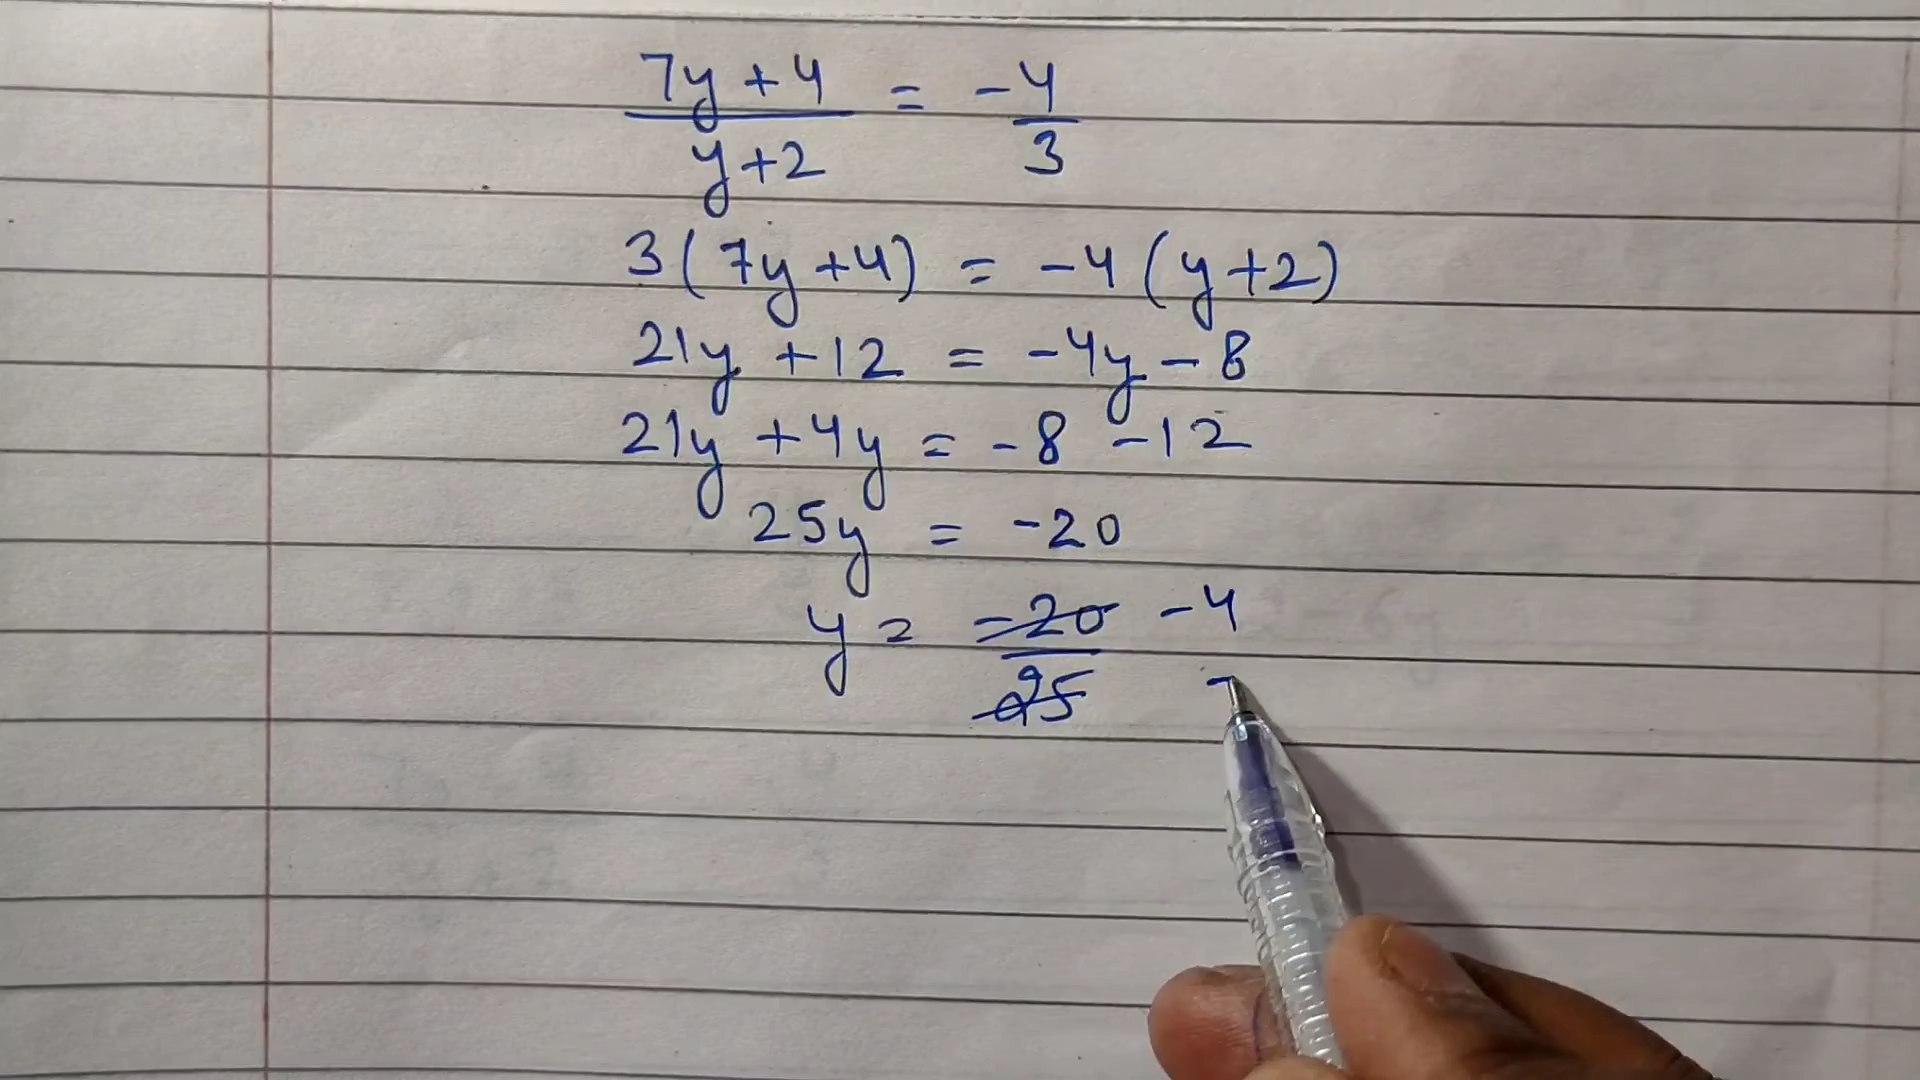 7y + 4 = -4
y + 2 3
3 ( 7y + 4 ) = -4 ( y + 2 )
21y + 12 = -4y - 8
21y + 4y = -8 -12
25y = -20
y = -20 -4
25